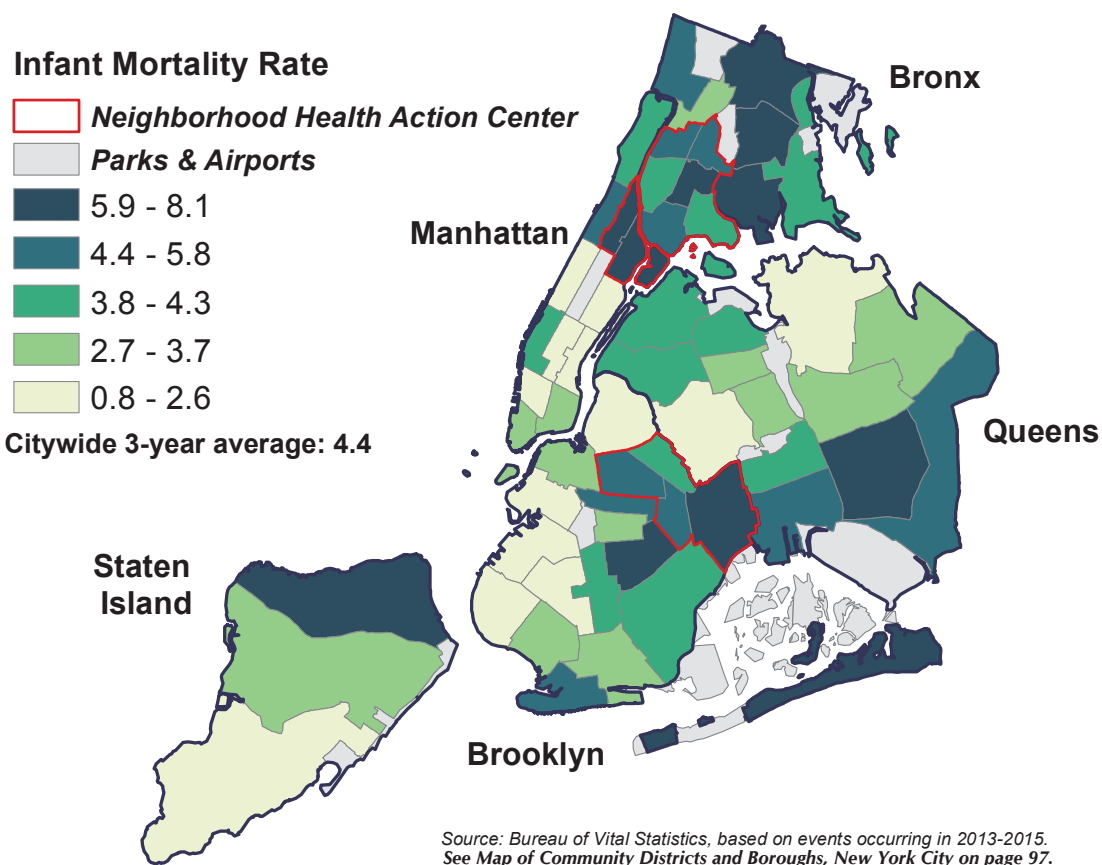 Infant Mortality Rate
Neighborhood Health Action Center
Parks & Airports
5.9 - 8.1
4.4 - 5.8
3.8 - 4.3
2.7 - 3.7
0.8 - 2.6
Citywide 3-year average: 4.4
Bronx
Manhattan
Queens
Staten
Island
Brooklyn
Source: Bureau of Vital Statistics, based on events occurring in 2013-2015.
See Map of Community Districts and Boroughs, New York City on page 97.